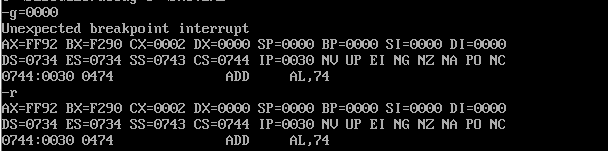 -g=0000
Unexpected breakpoint interrupt
AX=FF92 BX=F290 CX=0002 DX=0000 SP=0000 BP=0000 SI=0000 DI=0000
DS=0734 ES=0734 SS=0743 CS=0744 IP=0030 NV UP EI NG NZ NA PO NC
0744:0030 0474 ADD AL,74
-r
AX=FF92 BX=F290 CX=0002 DX=0000 SP=0000 BP=0000 SI=0000 DI=0000
DS=0734 ES=0734 SS=0743 CS=0744 IP=0030 NV UP EI NG NZ NA PO NC
0744:0030 0474 ADD AL,74